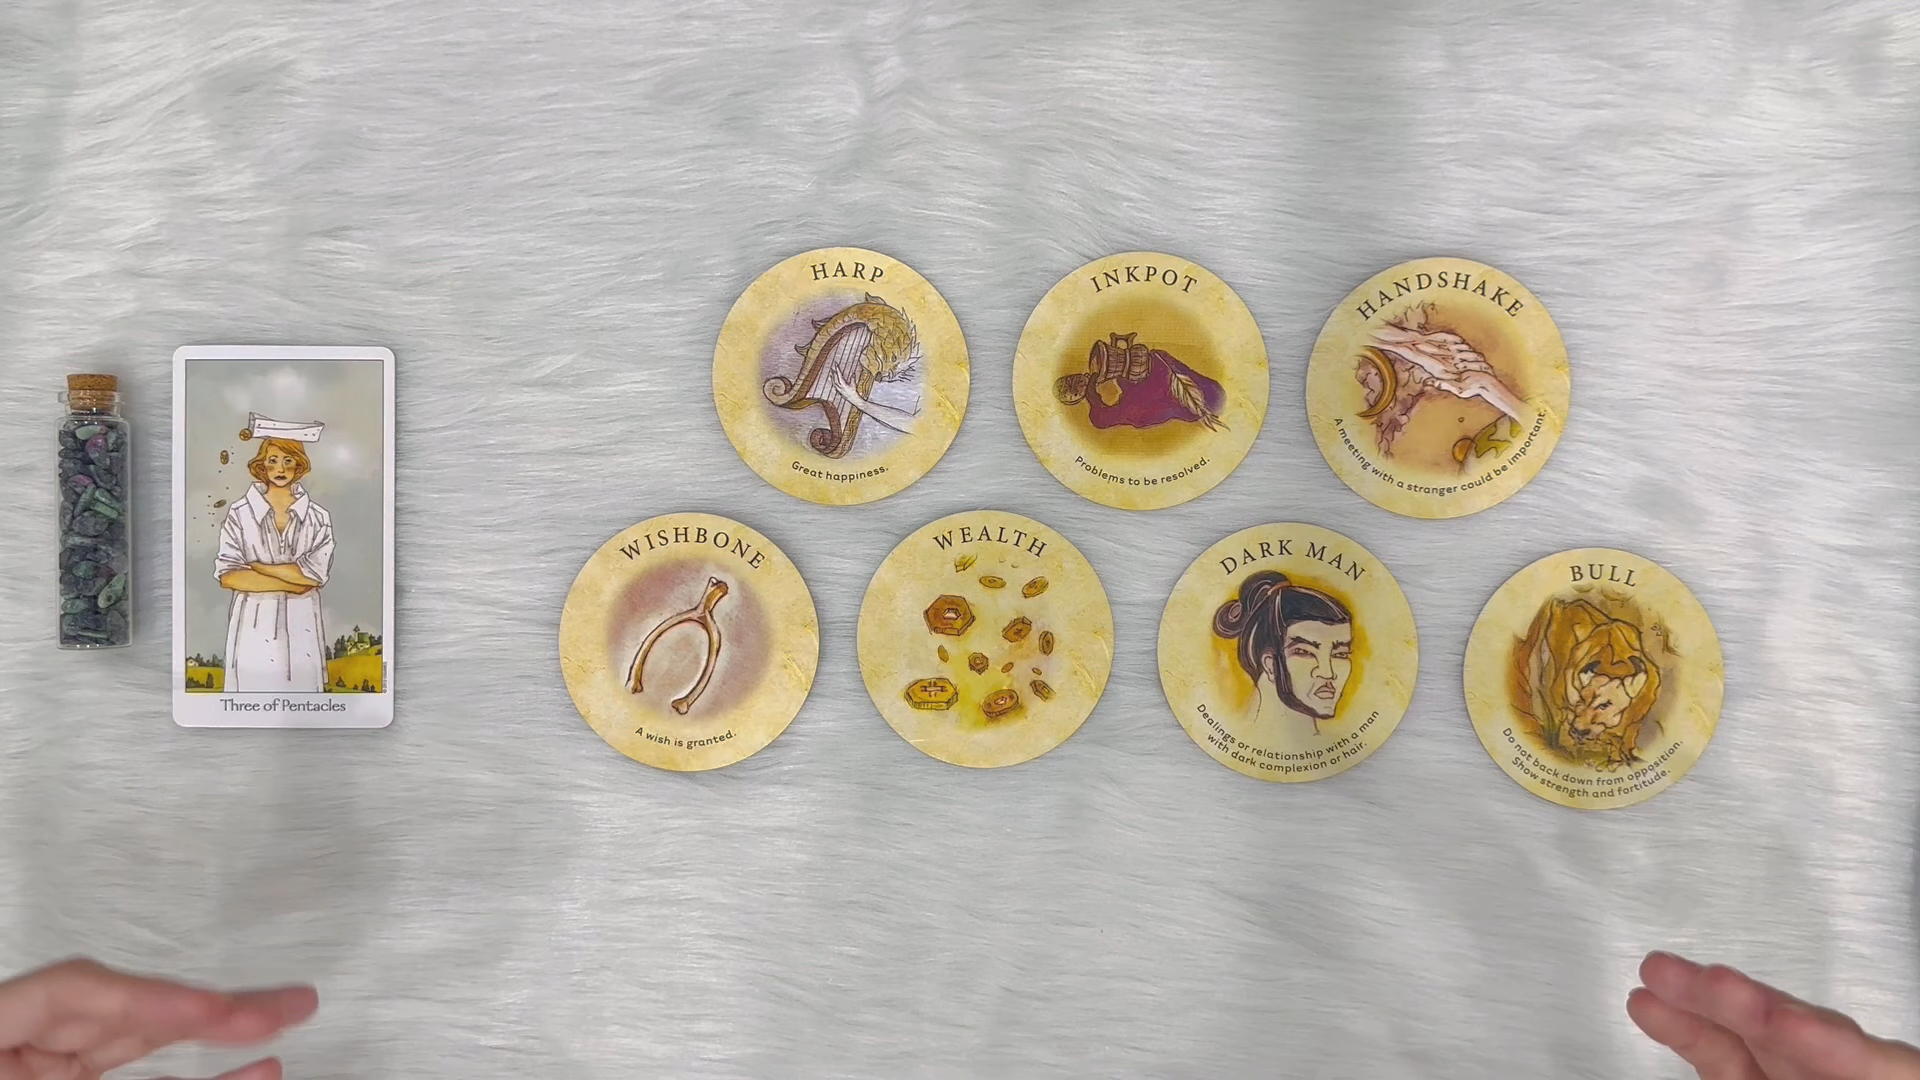 HARP
Great happiness.
INKPOT
Problems to be resolved.
HANDSHAKE
A meeting with a stranger could be important.
Three of Pentacles
WISHBONE
A wish is granted.
WEALTH
DARK MAN
Dealings or relationship with a man
with dark complexion or hair.
BULL
Do not back down from opposition.
Show strength and fortitude.